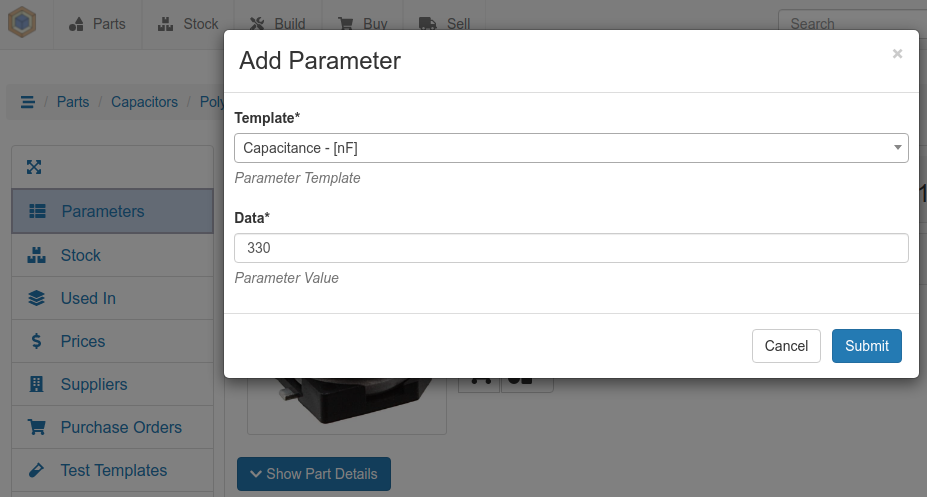 Parts Stock Build Buy Sell Search
Add Parameter ×
/ Parts / Capacitors / Poly
Template*
Capacitance - [nF]
Parameter Template
Data*
330
Parameter Value
Cancel Submit
Parameters
Stock
Used In
Prices
Suppliers
Purchase Orders
Test Templates
Show Part Details